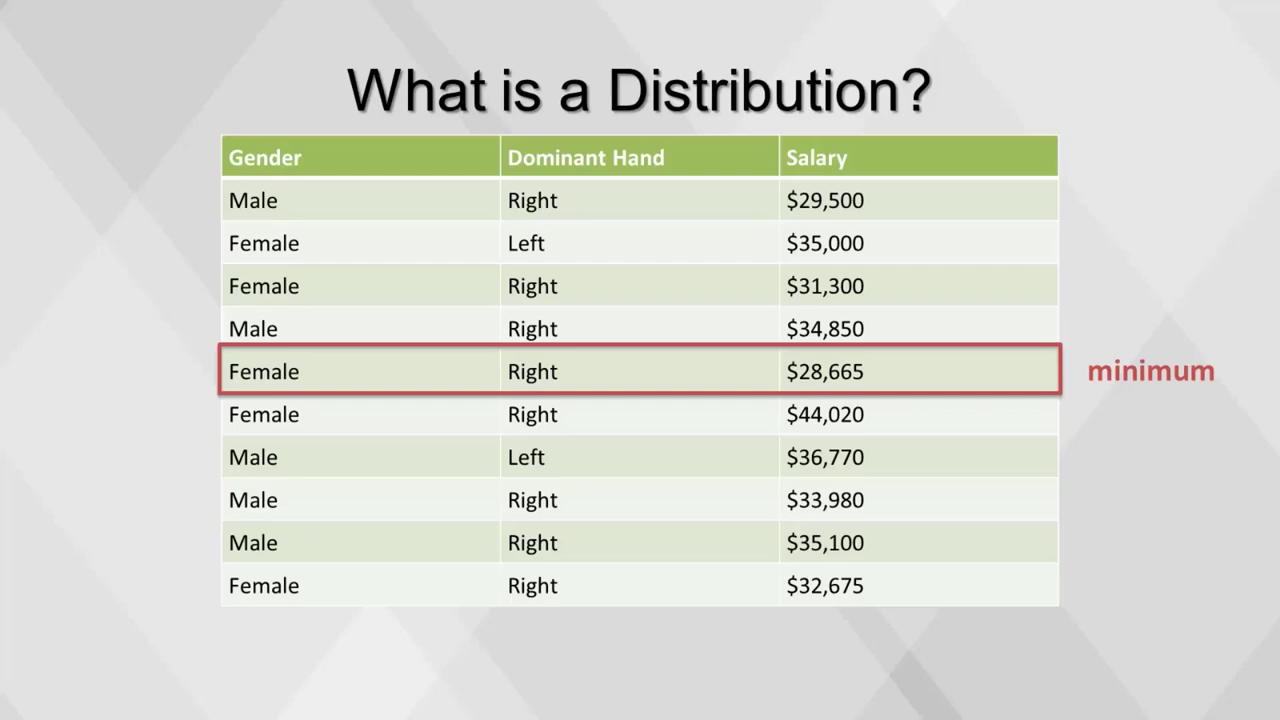 What is a Distribution?
Gender Dominant Hand Salary
Male Right $29,500
Female Left $35,000
Female Right $31,300
Male Right $34,850
Female Right $28,665 minimum
Female Right $44,020
Male Left $36,770
Male Right $33,980
Male Right $35,100
Female Right $32,675